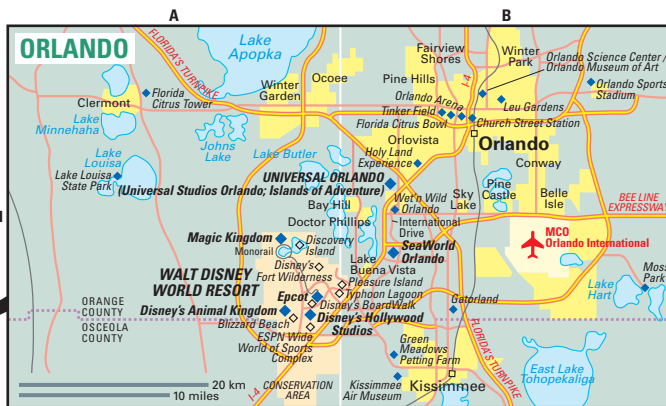 A
B
ORLANDO
FLORIDA'S TURNPIKE
Lake
Apopka
Fairview
Shores
Winter
Park
Orlando Science Center /
Orlando Museum of Art
Pine Hills
I-4
Ocoee
Winter
Garden
Clermont
Florida
Citrus Tower
Orlando Arena
Leu Gardens
Orlando Sports
Stadium
Tinker Field
Florida Citrus Bowl
Church Street Station
Lake
Minnehaha
Johns
Lake
Lake Butler
Orlovista
Orlando
Holy Land
Experience
Conway
Lake
Louisa
Lake Louisa
State Park
UNIVERSAL ORLANDO
(Universal Studios Orlando; Islands of Adventure)
Sky
Lake
Pine
Castle
Belle
Isle
BEE LINE
EXPRESSWAY
Bay Hill
Wet'n Wild
Orlando
Doctor Phillips
International
Drive
MCO
Orlando International
Magic Kingdom
Monorail
Discovery
Island
SeaWorld
Orlando
Lake
Buena Vista
WALT DISNEY
WORLD RESORT
Disney's
Fort Wilderness
Pleasure Island
Typhoon Lagoon
Lake
Hart
Moss
Park
ORANGE
COUNTY
OSCEOLA
COUNTY
Epcot
Disney's BoardWalk
Gatorland
Disney's Animal Kingdom
Disney's Hollywood
Studios
Blizzard Beach
ESPN Wide
World of Sports
Complex
Green
Meadows
Petting Farm
FLORIDA'S TURNPIKE
East Lake
Tohopekaliga
20 km
10 miles
I-4
CONSERVATION
AREA
Kissimmee
Air Museum
Kissimmee